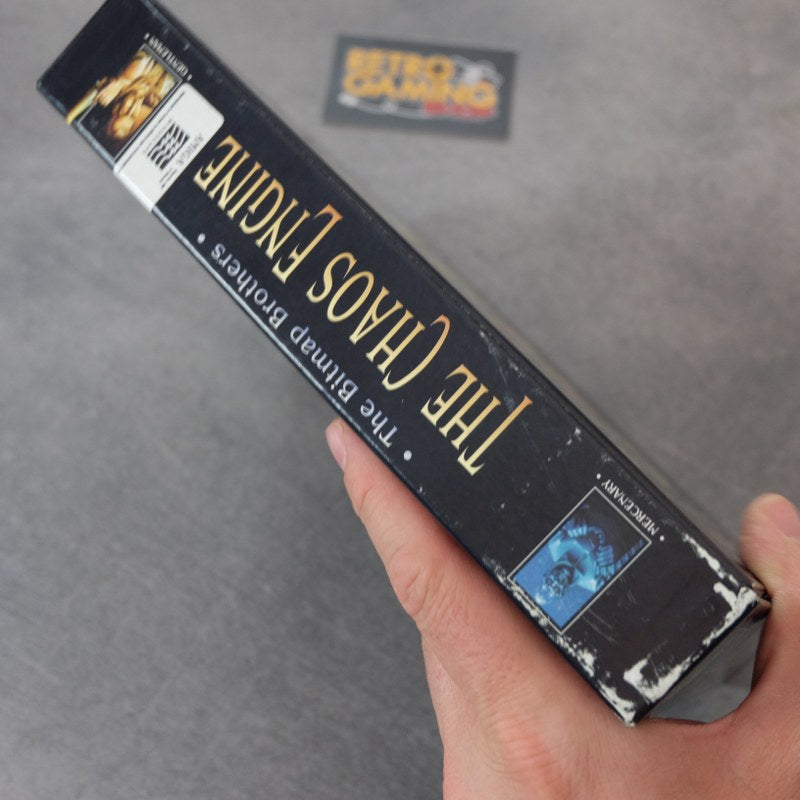 RETRO
GAMING
• GENTLEMAN •
AMIGA
THE CHAOS ENGINE
• The Bitmap Brothers •
• MERCENARY •